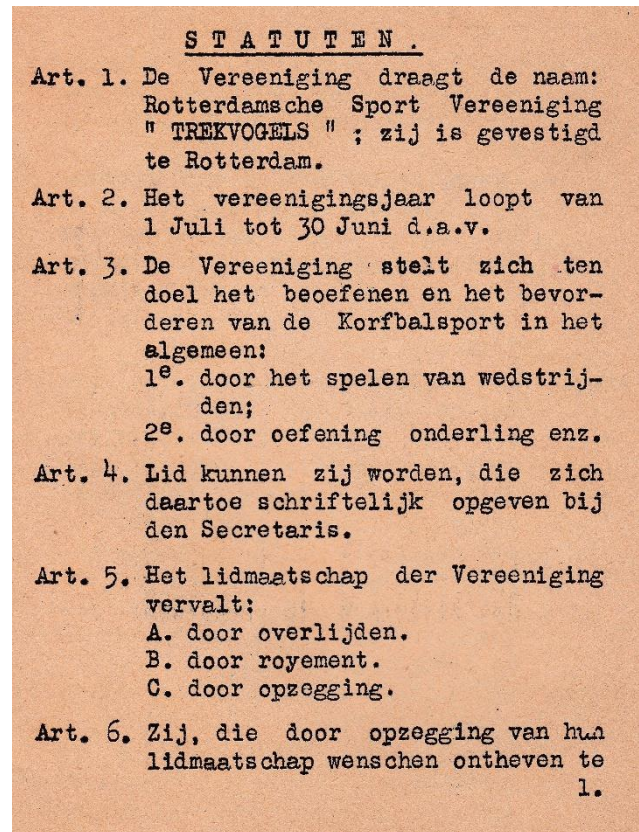 STATUTEN.
Art. 1. De Vereeniging draagt de naam:
Rotterdamsche Sport Vereeniging
" TREKVOGELS " ; zij is gevestigd
te Rotterdam.
Art. 2. Het vereenigingsjaar loopt van
1 Juli tot 30 Juni d.a.v.
Art. 3. De Vereeniging stelt zich ten
doel het beoefenen en het bevor-
deren van de Korfbalsport in het
algemeen:
1e. door het spelen van wedstrij-
den;
2e. door oefening onderling enz.
Art. 4. Lid kunnen zij worden, die zich
daartoe schriftelijk opgeven bij
den Secretaris.
Art. 5. Het lidmaatschap der Vereeniging
vervalt:
A. door overlijden.
B. door royement.
C. door opzegging.
Art. 6. Zij, die door opzegging van hun
lidmaatschap wenschen ontheven te
1.